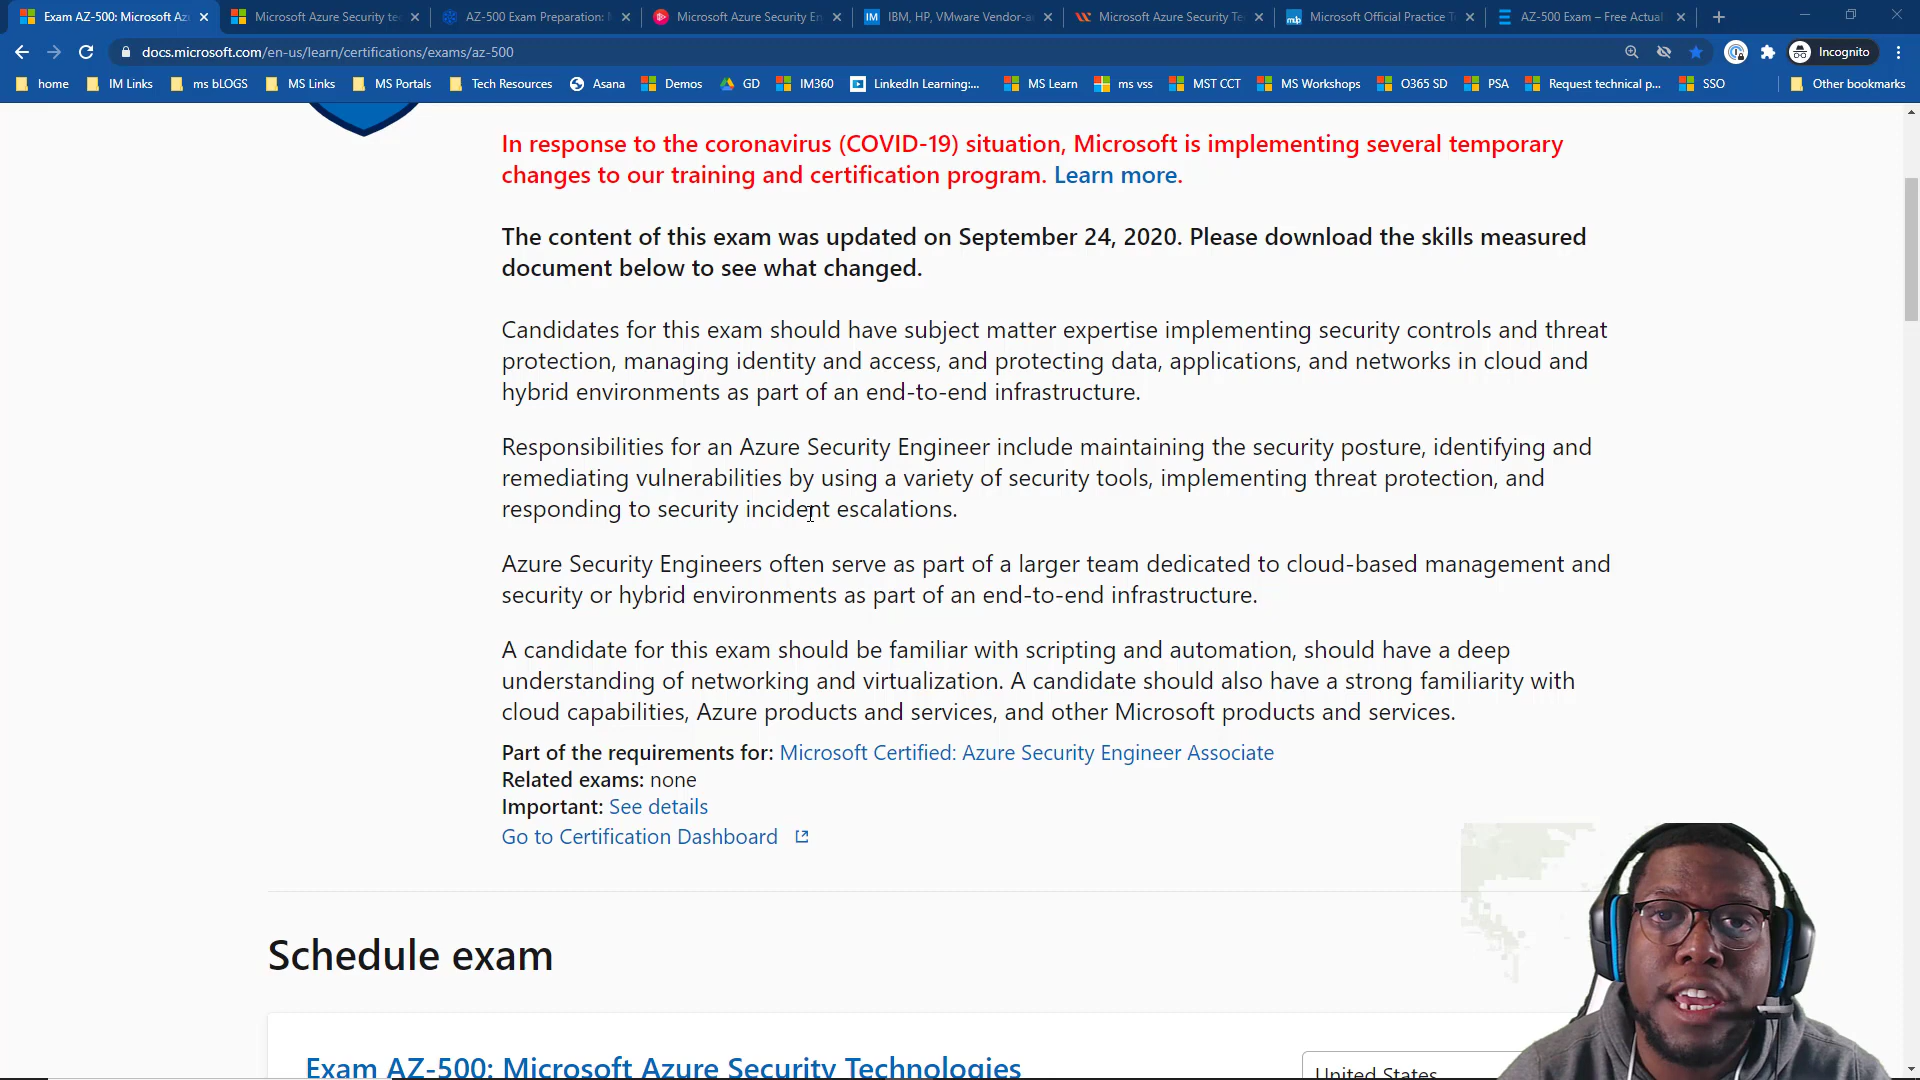 Exam AZ-500: Microsoft Az
Microsoft Azure Security te
AZ-500 Exam Preparation:
Microsoft Azure Security En
IBM, HP, VMware Vendor-a
Microsoft Azure Security Te
Microsoft Official Practice T
AZ-500 Exam – Free Actual
docs.microsoft.com/en-us/learn/certifications/exams/az-500
Incognito
home
IM Links
ms bLOGS
MS Links
MS Portals
Tech Resources
Asana
Demos
GD
IM360
LinkedIn Learning:...
MS Learn
ms vss
MST CCT
MS Workshops
O365 SD
PSA
Request technical p...
SSO
Other bookmarks
In response to the coronavirus (COVID-19) situation, Microsoft is implementing several temporary
changes to our training and certification program. Learn more.
The content of this exam was updated on September 24, 2020. Please download the skills measured
document below to see what changed.
Candidates for this exam should have subject matter expertise implementing security controls and threat
protection, managing identity and access, and protecting data, applications, and networks in cloud and
hybrid environments as part of an end-to-end infrastructure.
Responsibilities for an Azure Security Engineer include maintaining the security posture, identifying and
remediating vulnerabilities by using a variety of security tools, implementing threat protection, and
responding to security incident escalations.
Azure Security Engineers often serve as part of a larger team dedicated to cloud-based management and
security or hybrid environments as part of an end-to-end infrastructure.
A candidate for this exam should be familiar with scripting and automation, should have a deep
understanding of networking and virtualization. A candidate should also have a strong familiarity with
cloud capabilities, Azure products and services, and other Microsoft products and services.
Part of the requirements for: Microsoft Certified: Azure Security Engineer Associate
Related exams: none
Important: See details
Go to Certification Dashboard
Schedule exam
Exam AZ-500: Microsoft Azure Security Technologies
United States